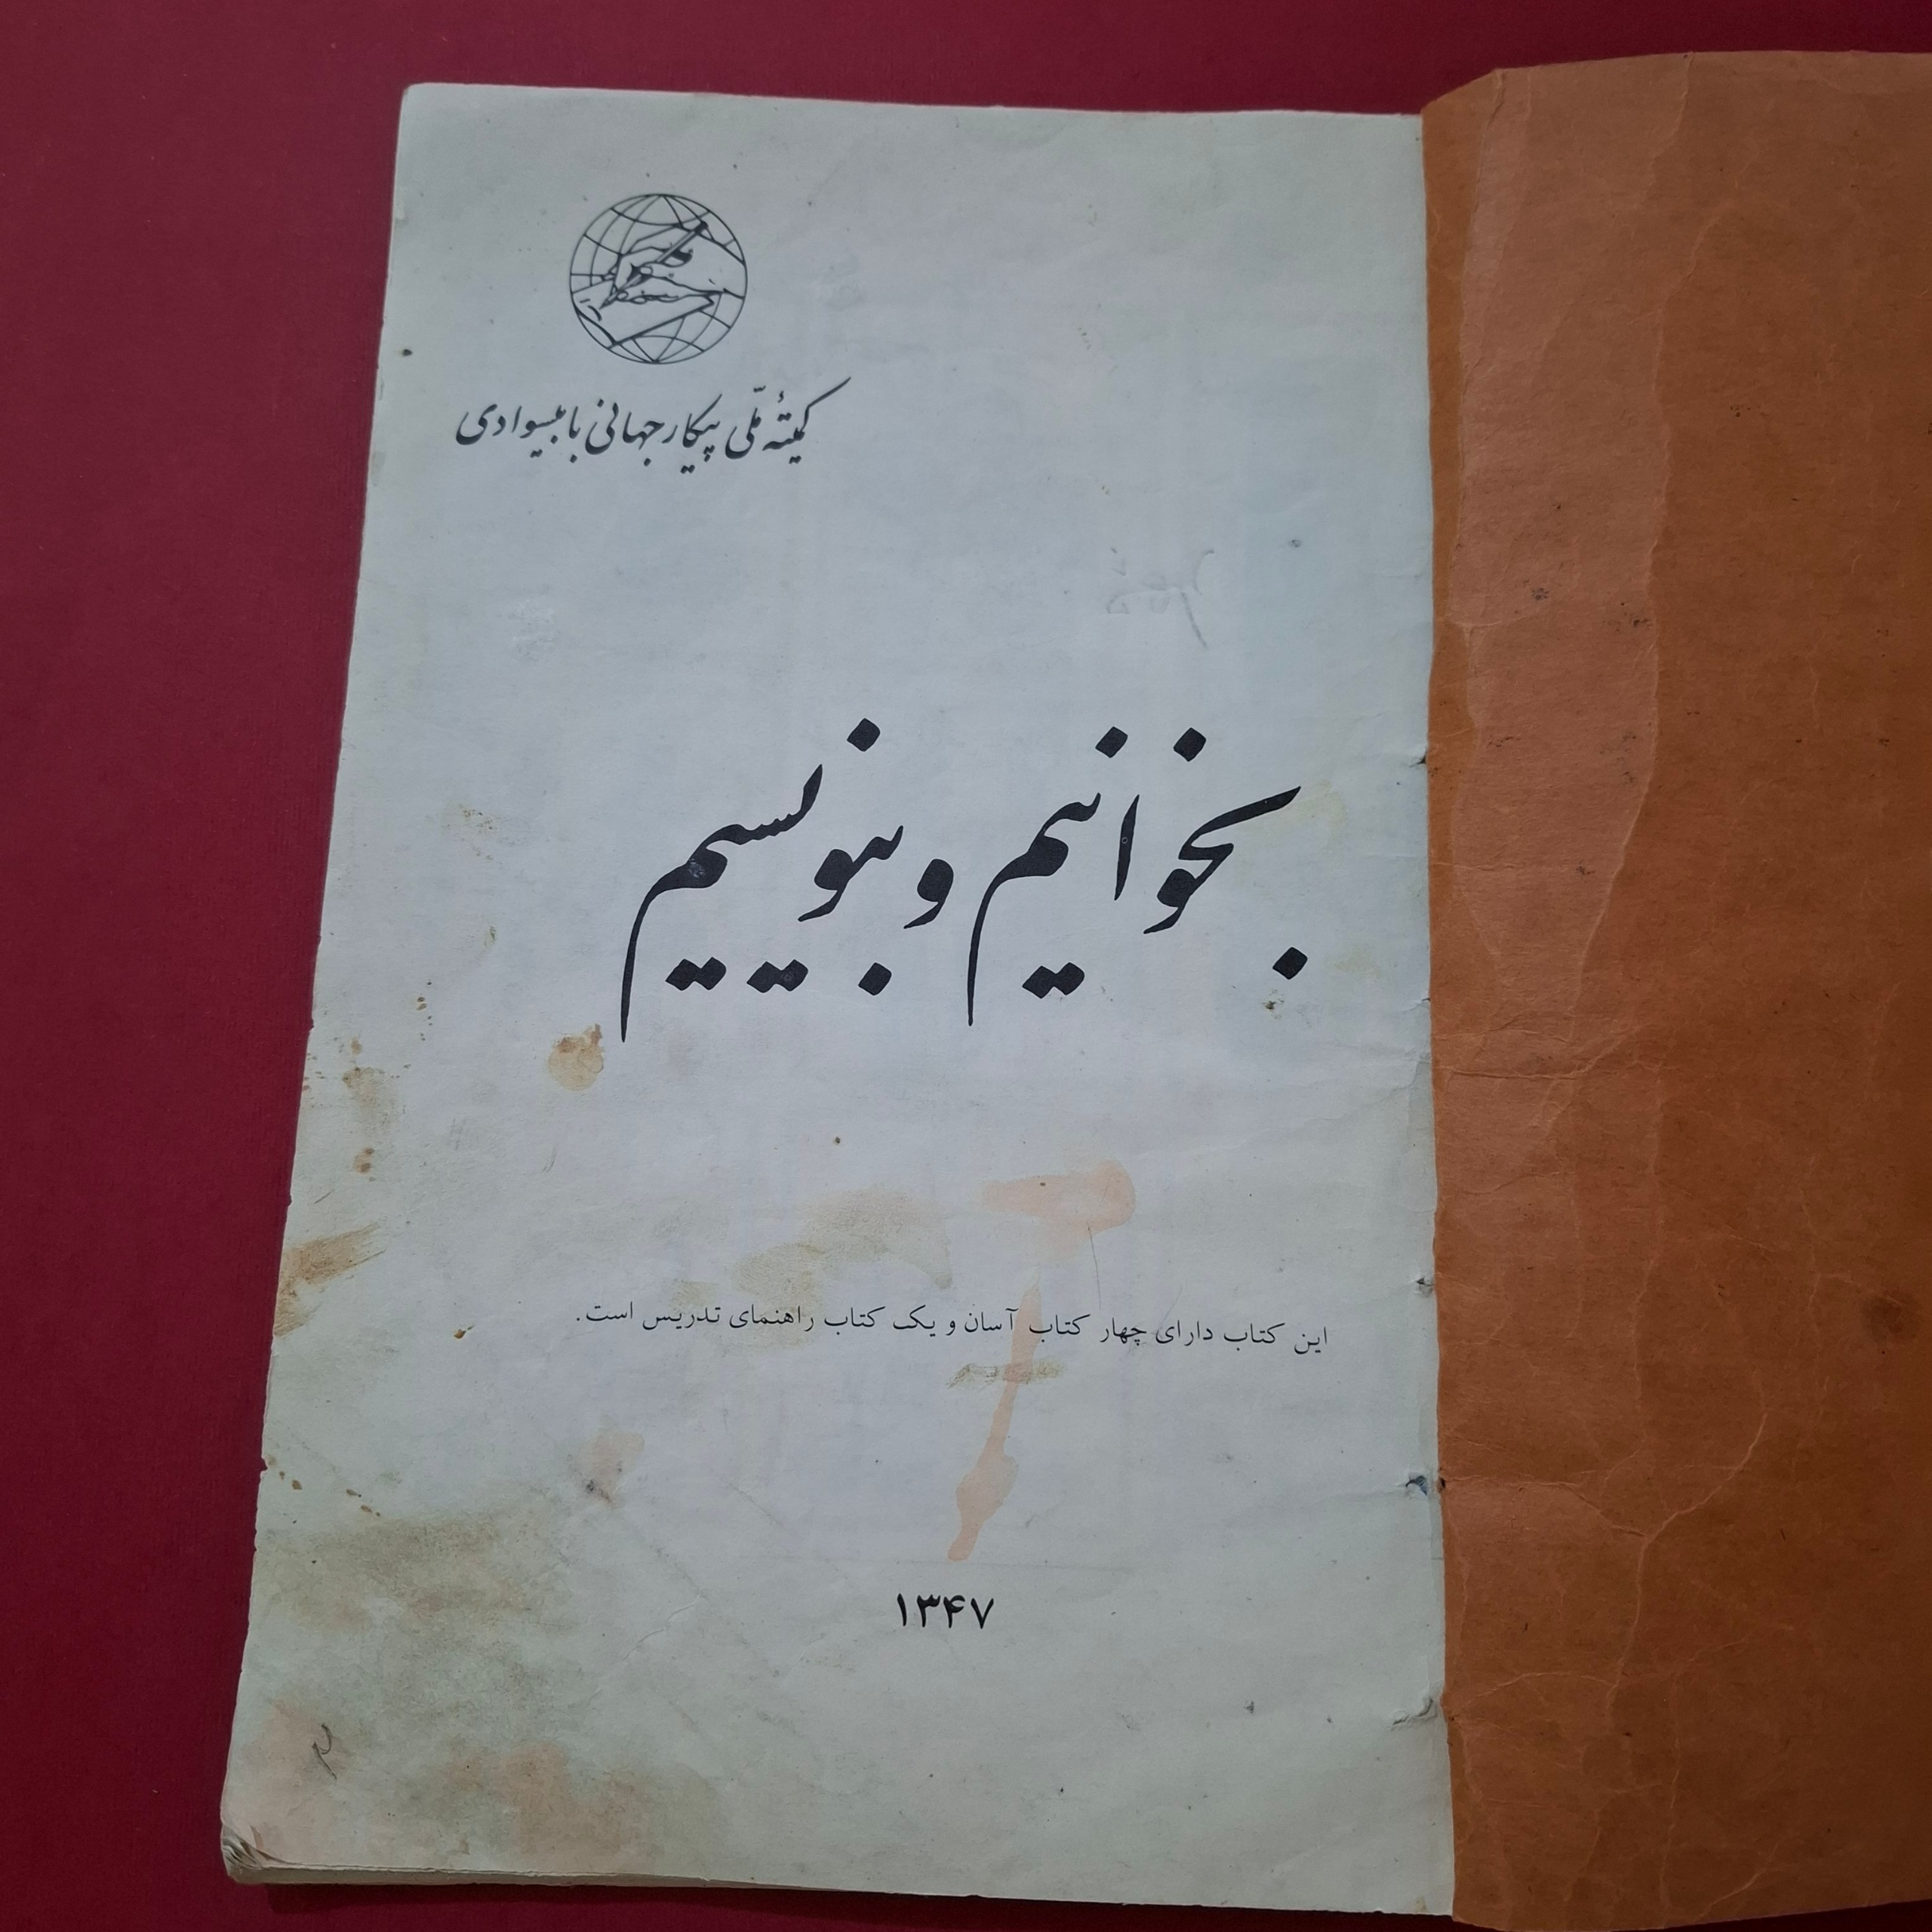 کمیتهٔ ملّی پیکار جهانی با بیسوادی
بخوانیم و بنویسیم
این کتاب دارای چهار کتاب آسان و یک کتاب راهنمای تدریس است.
۱۳۴۷